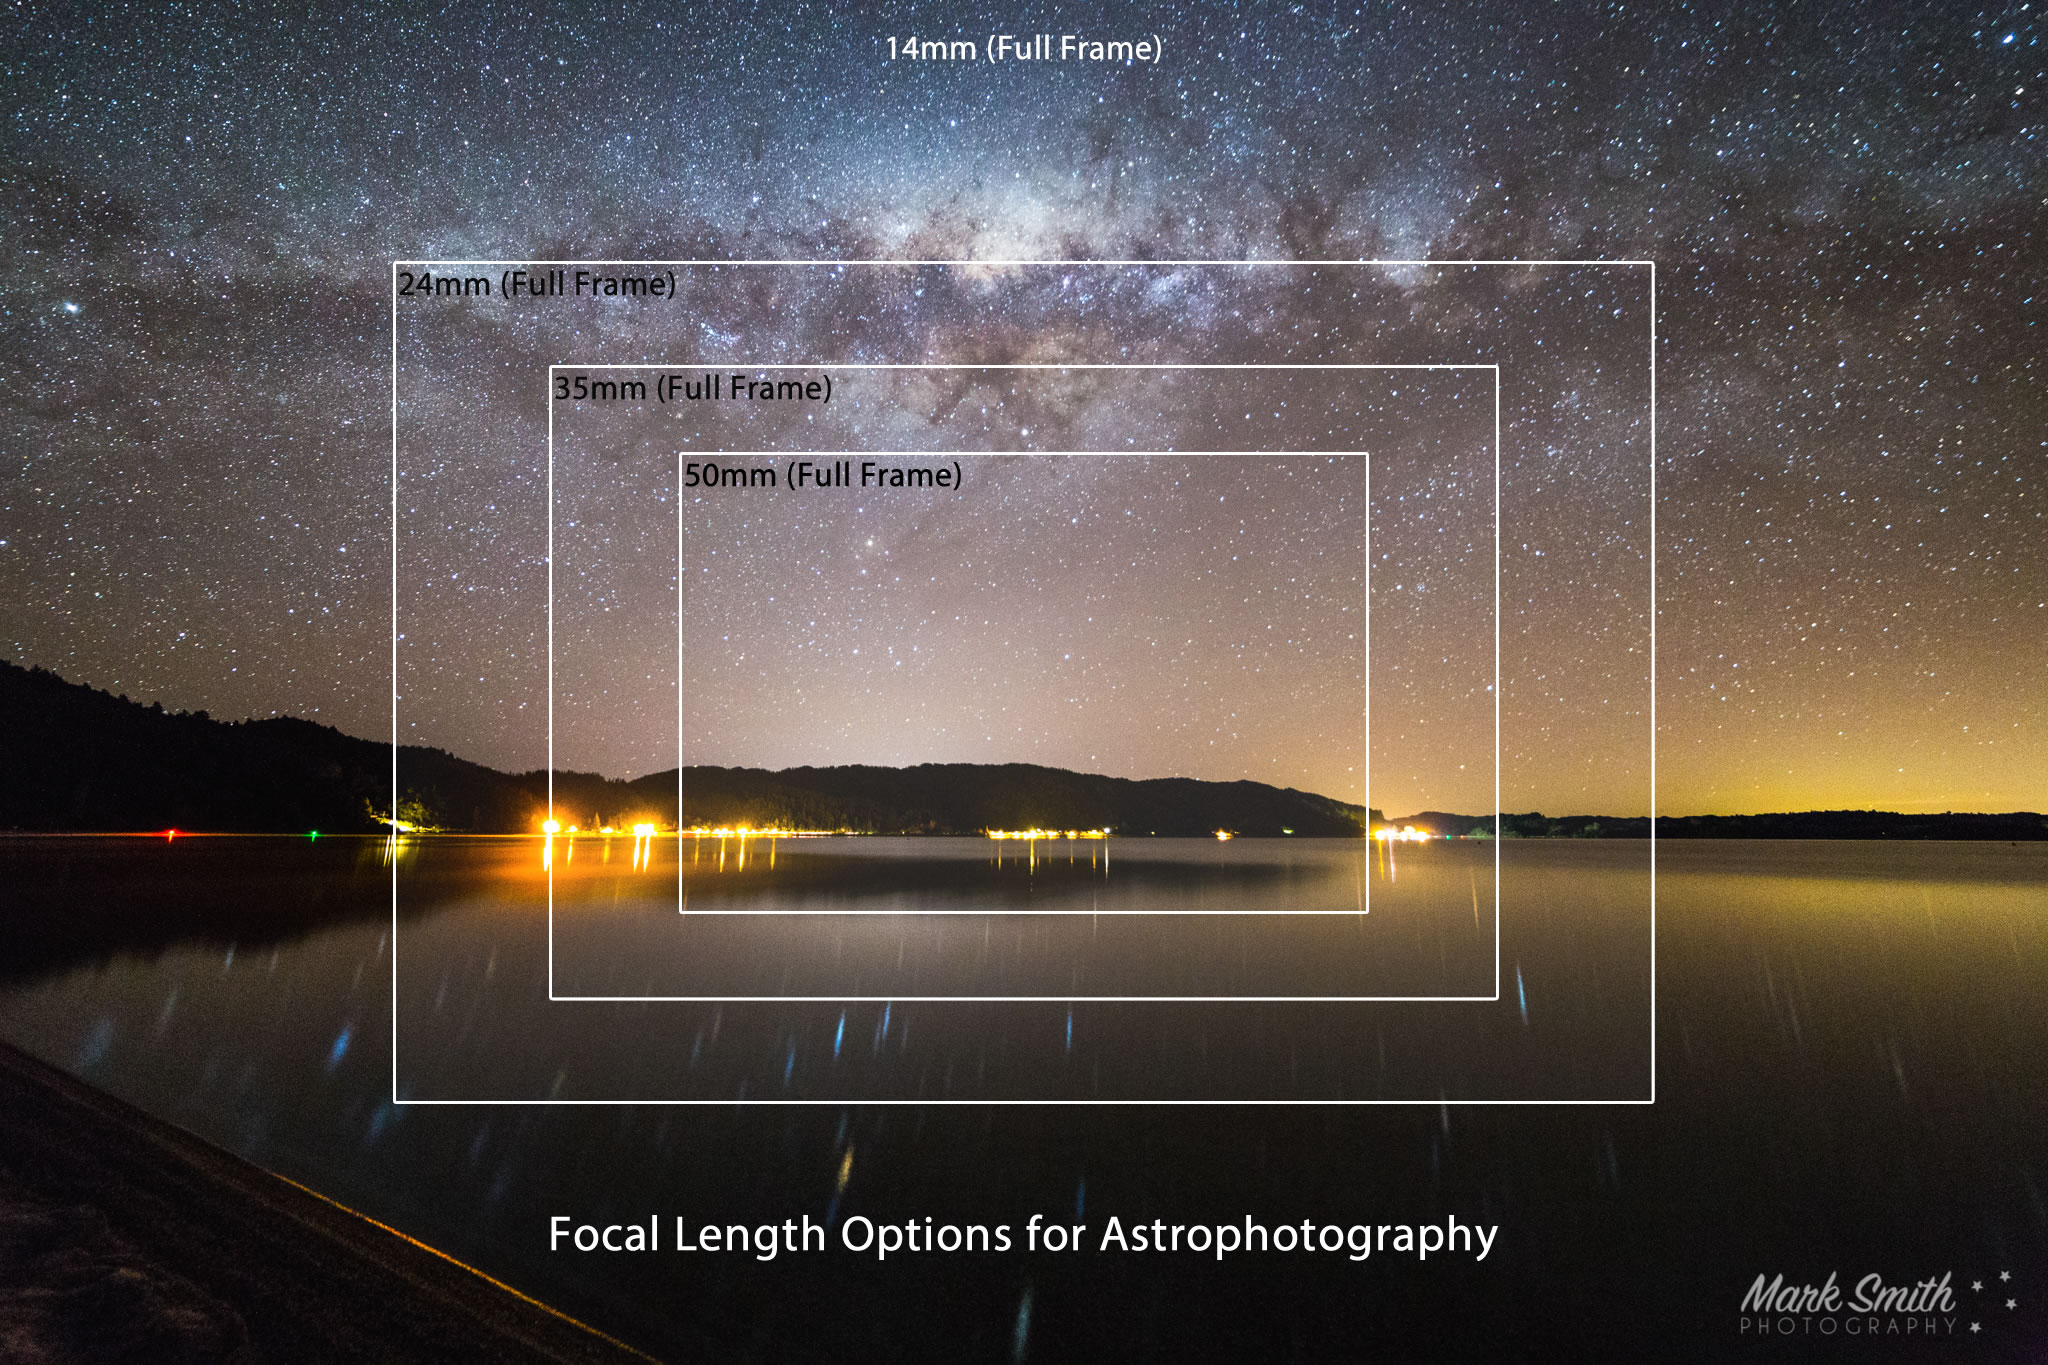 14mm (Full Frame)
24mm (Full Frame)
35mm (Full Frame)
50mm (Full Frame)
Focal Length Options for Astrophotography
Mark Smith
PHOTOGRAPHY